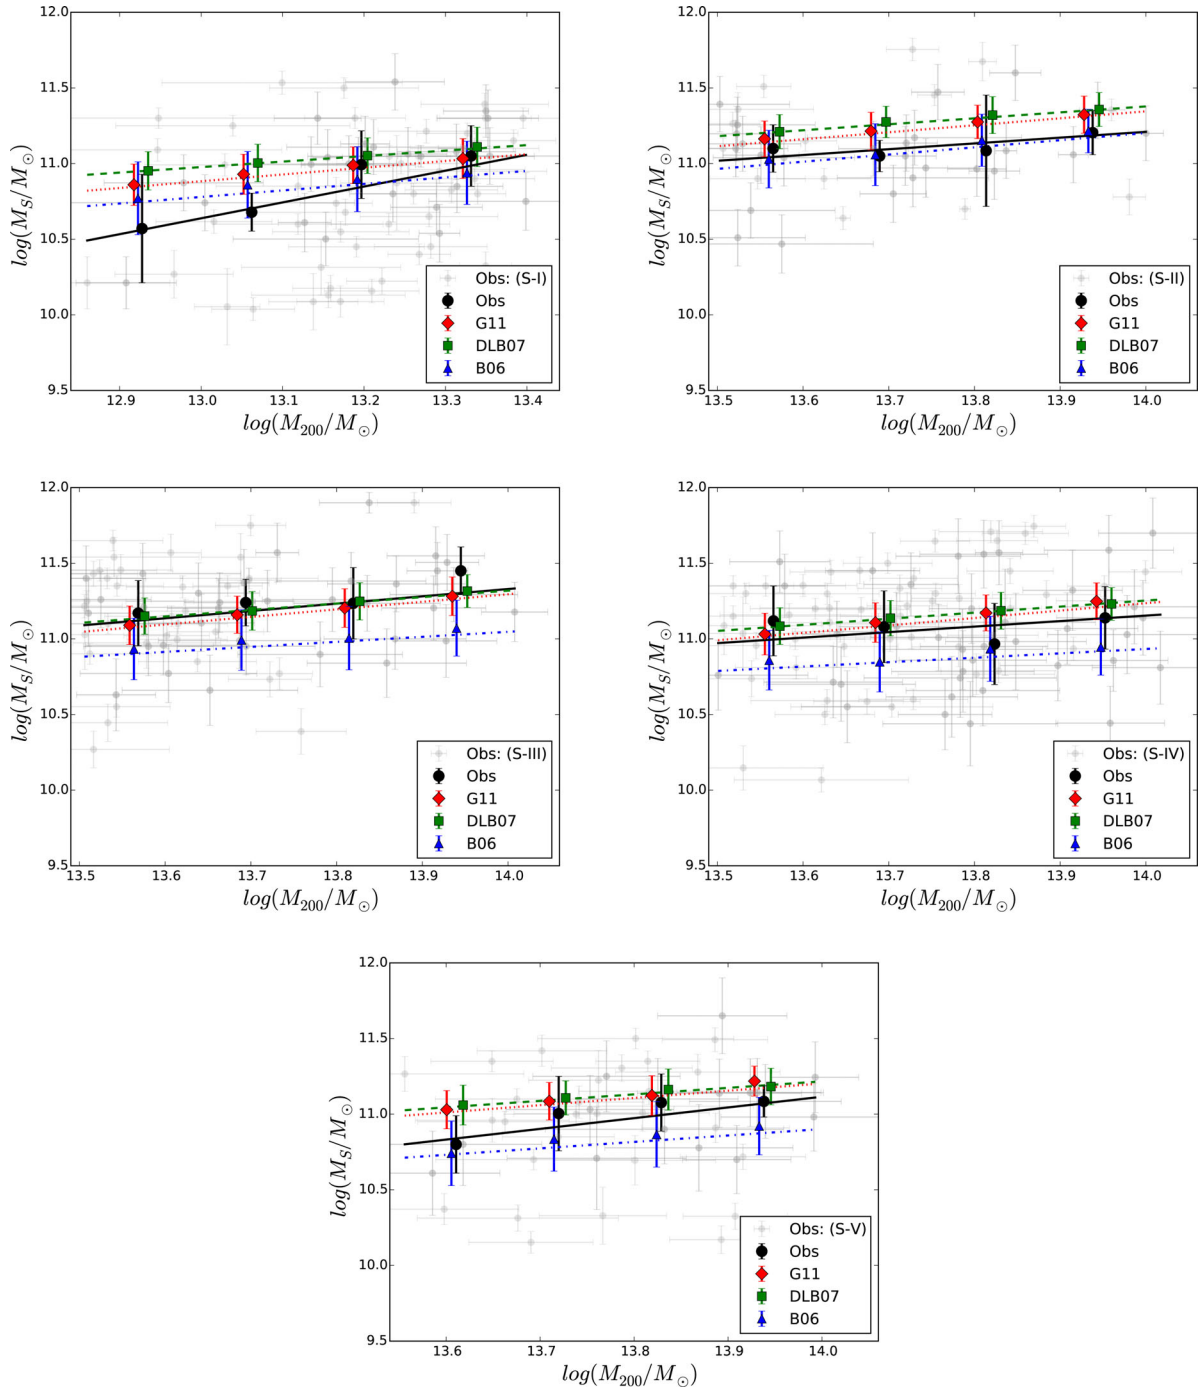 12.0
11.5
11.0
10.5
10.0
9.5
log(M_S/M_⊙)
12.9 13.0 13.1 13.2 13.3 13.4
log(M_200/M_⊙)
Obs: (S-I)
Obs
G11
DLB07
B06
12.0
11.5
11.0
10.5
10.0
9.5
log(M_S/M_⊙)
13.5 13.6 13.7 13.8 13.9 14.0
log(M_200/M_⊙)
Obs: (S-II)
Obs
G11
DLB07
B06
12.0
11.5
11.0
10.5
10.0
9.5
log(M_S/M_⊙)
13.5 13.6 13.7 13.8 13.9 14.0
log(M_200/M_⊙)
Obs: (S-III)
Obs
G11
DLB07
B06
12.0
11.5
11.0
10.5
10.0
9.5
log(M_S/M_⊙)
13.5 13.6 13.7 13.8 13.9 14.0
log(M_200/M_⊙)
Obs: (S-IV)
Obs
G11
DLB07
B06
12.0
11.5
11.0
10.5
10.0
9.5
log(M_S/M_⊙)
13.6 13.7 13.8 13.9 14.0
log(M_200/M_⊙)
Obs: (S-V)
Obs
G11
DLB07
B06